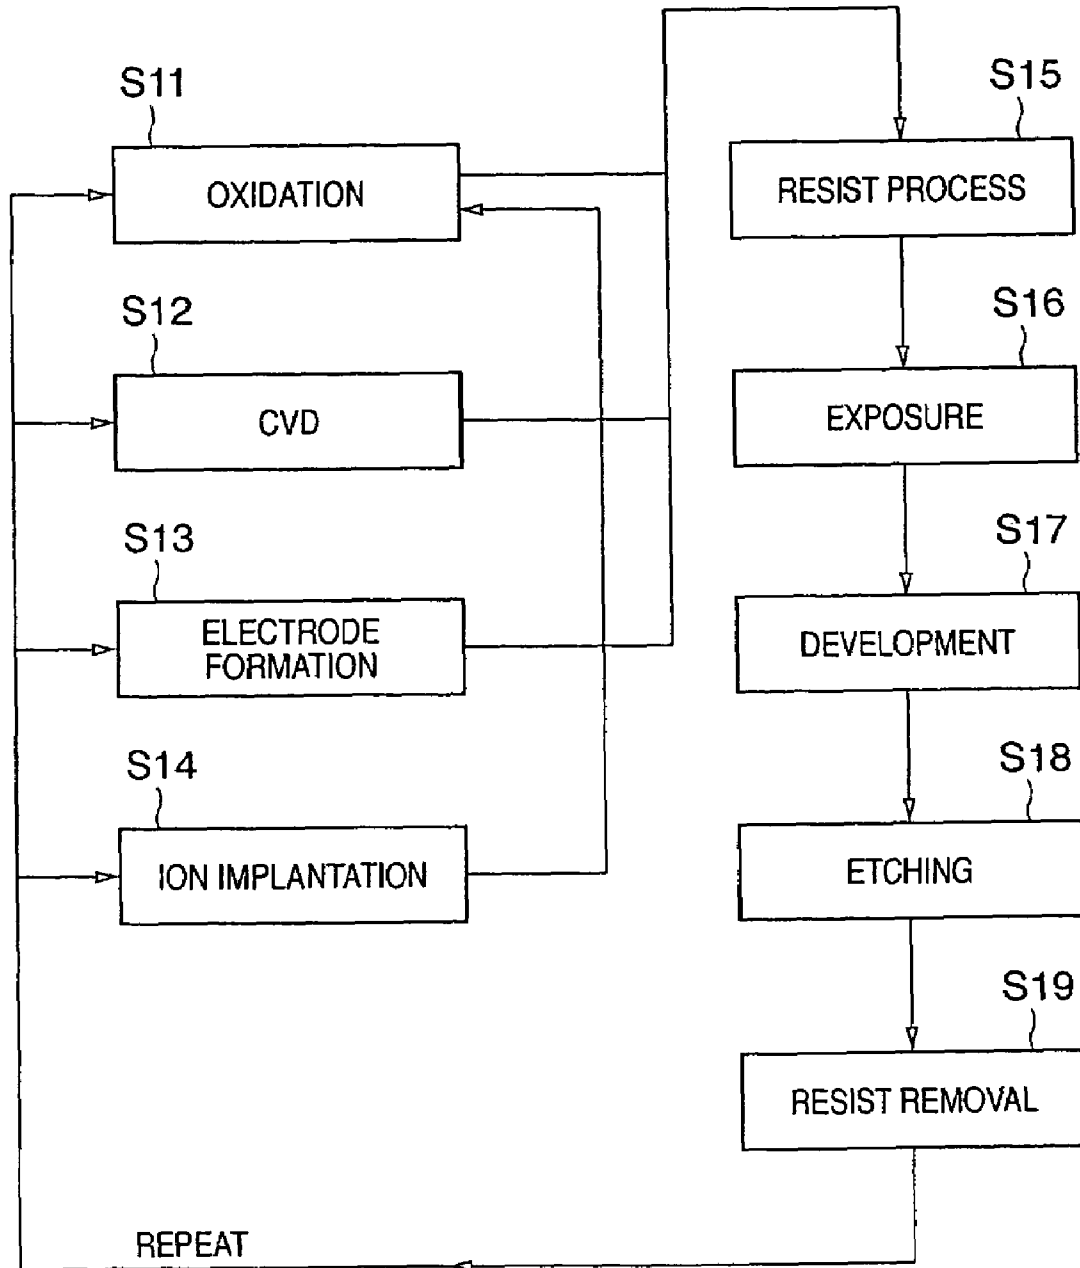 S11
OXIDATION
S12
CVD
S13
ELECTRODE
FORMATION
S14
ION IMPLANTATION
S15
RESIST PROCESS
S16
EXPOSURE
S17
DEVELOPMENT
S18
ETCHING
S19
RESIST REMOVAL
REPEAT